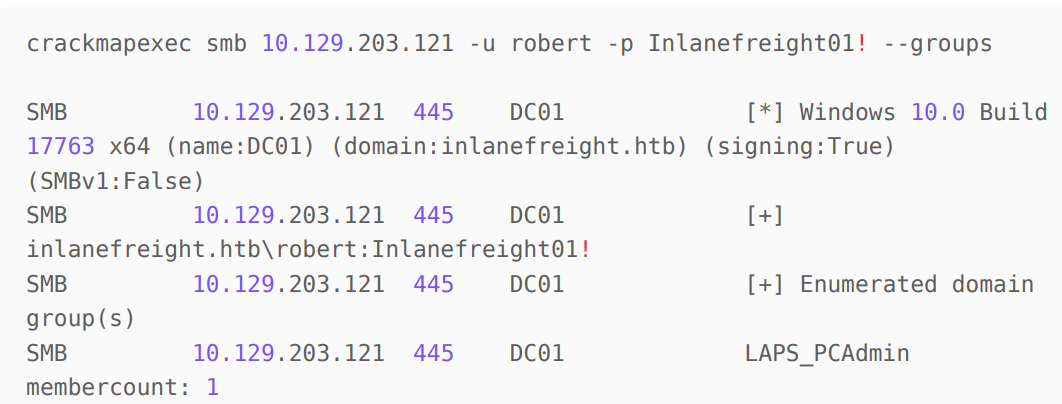 crackmapexec smb 10.129.203.121 -u robert -p Inlanefreight01! --groups
SMB 10.129.203.121 445 DC01 [*] Windows 10.0 Build
17763 x64 (name:DC01) (domain:inlanefreight.htb) (signing:True)
(SMBv1:False)
SMB 10.129.203.121 445 DC01 [+]
inlanefreight.htb\robert:Inlanefreight01!
SMB 10.129.203.121 445 DC01 [+] Enumerated domain
group(s)
SMB 10.129.203.121 445 DC01 LAPS_PCAdmin
membercount: 1